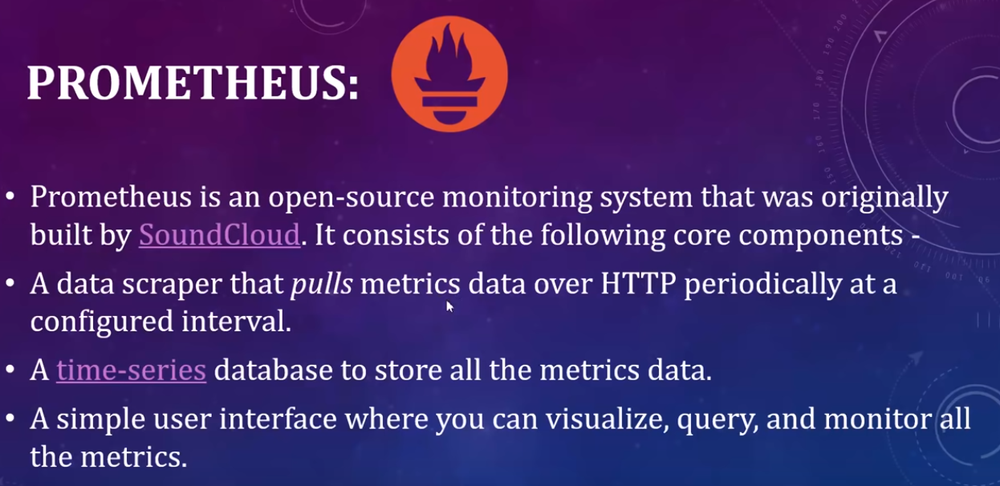 PROMETHEUS:
• Prometheus is an open-source monitoring system that was originally
built by SoundCloud. It consists of the following core components -
• A data scraper that pulls metrics data over HTTP periodically at a
configured interval.
• A time-series database to store all the metrics data.
• A simple user interface where you can visualize, query, and monitor all
the metrics.